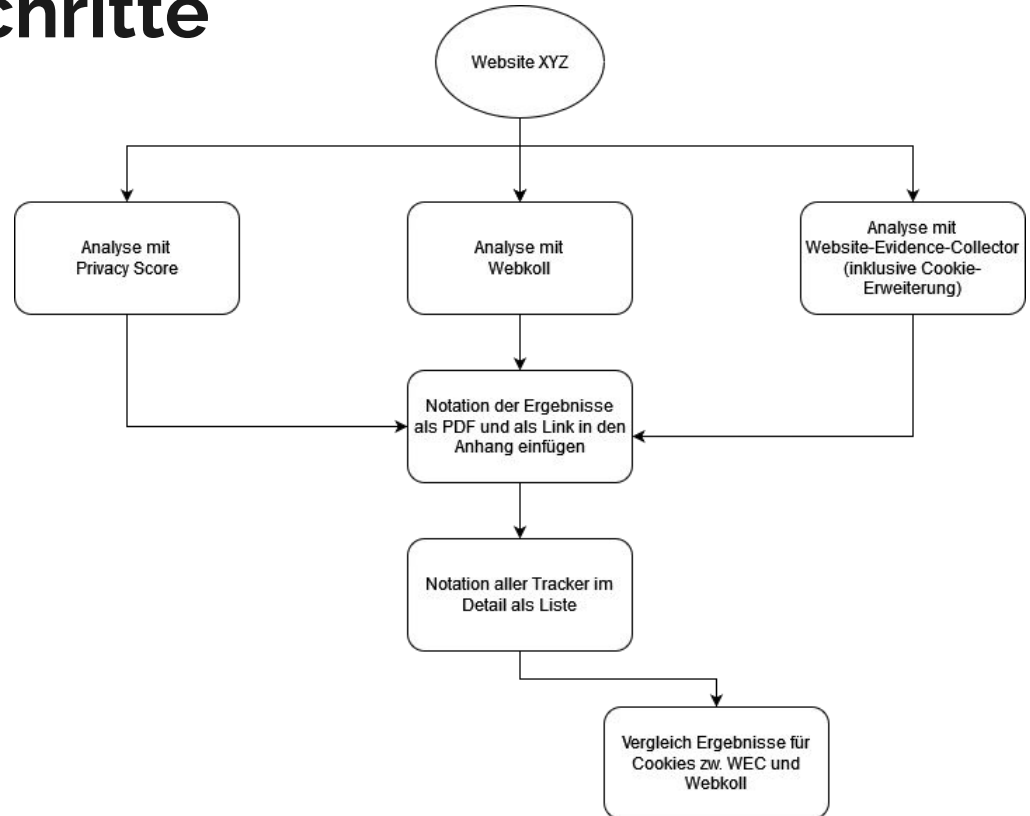 chritte
Website XYZ
Analyse mit
Privacy Score
Analyse mit
Webkoll
Analyse mit
Website-Evidence-Collector
(inklusive Cookie-
Erweiterung)
Notation der Ergebnisse
als PDF und als Link in den
Anhang einfügen
Notation aller Tracker im
Detail als Liste
Vergleich Ergebnisse für
Cookies zw. WEC und
Webkoll